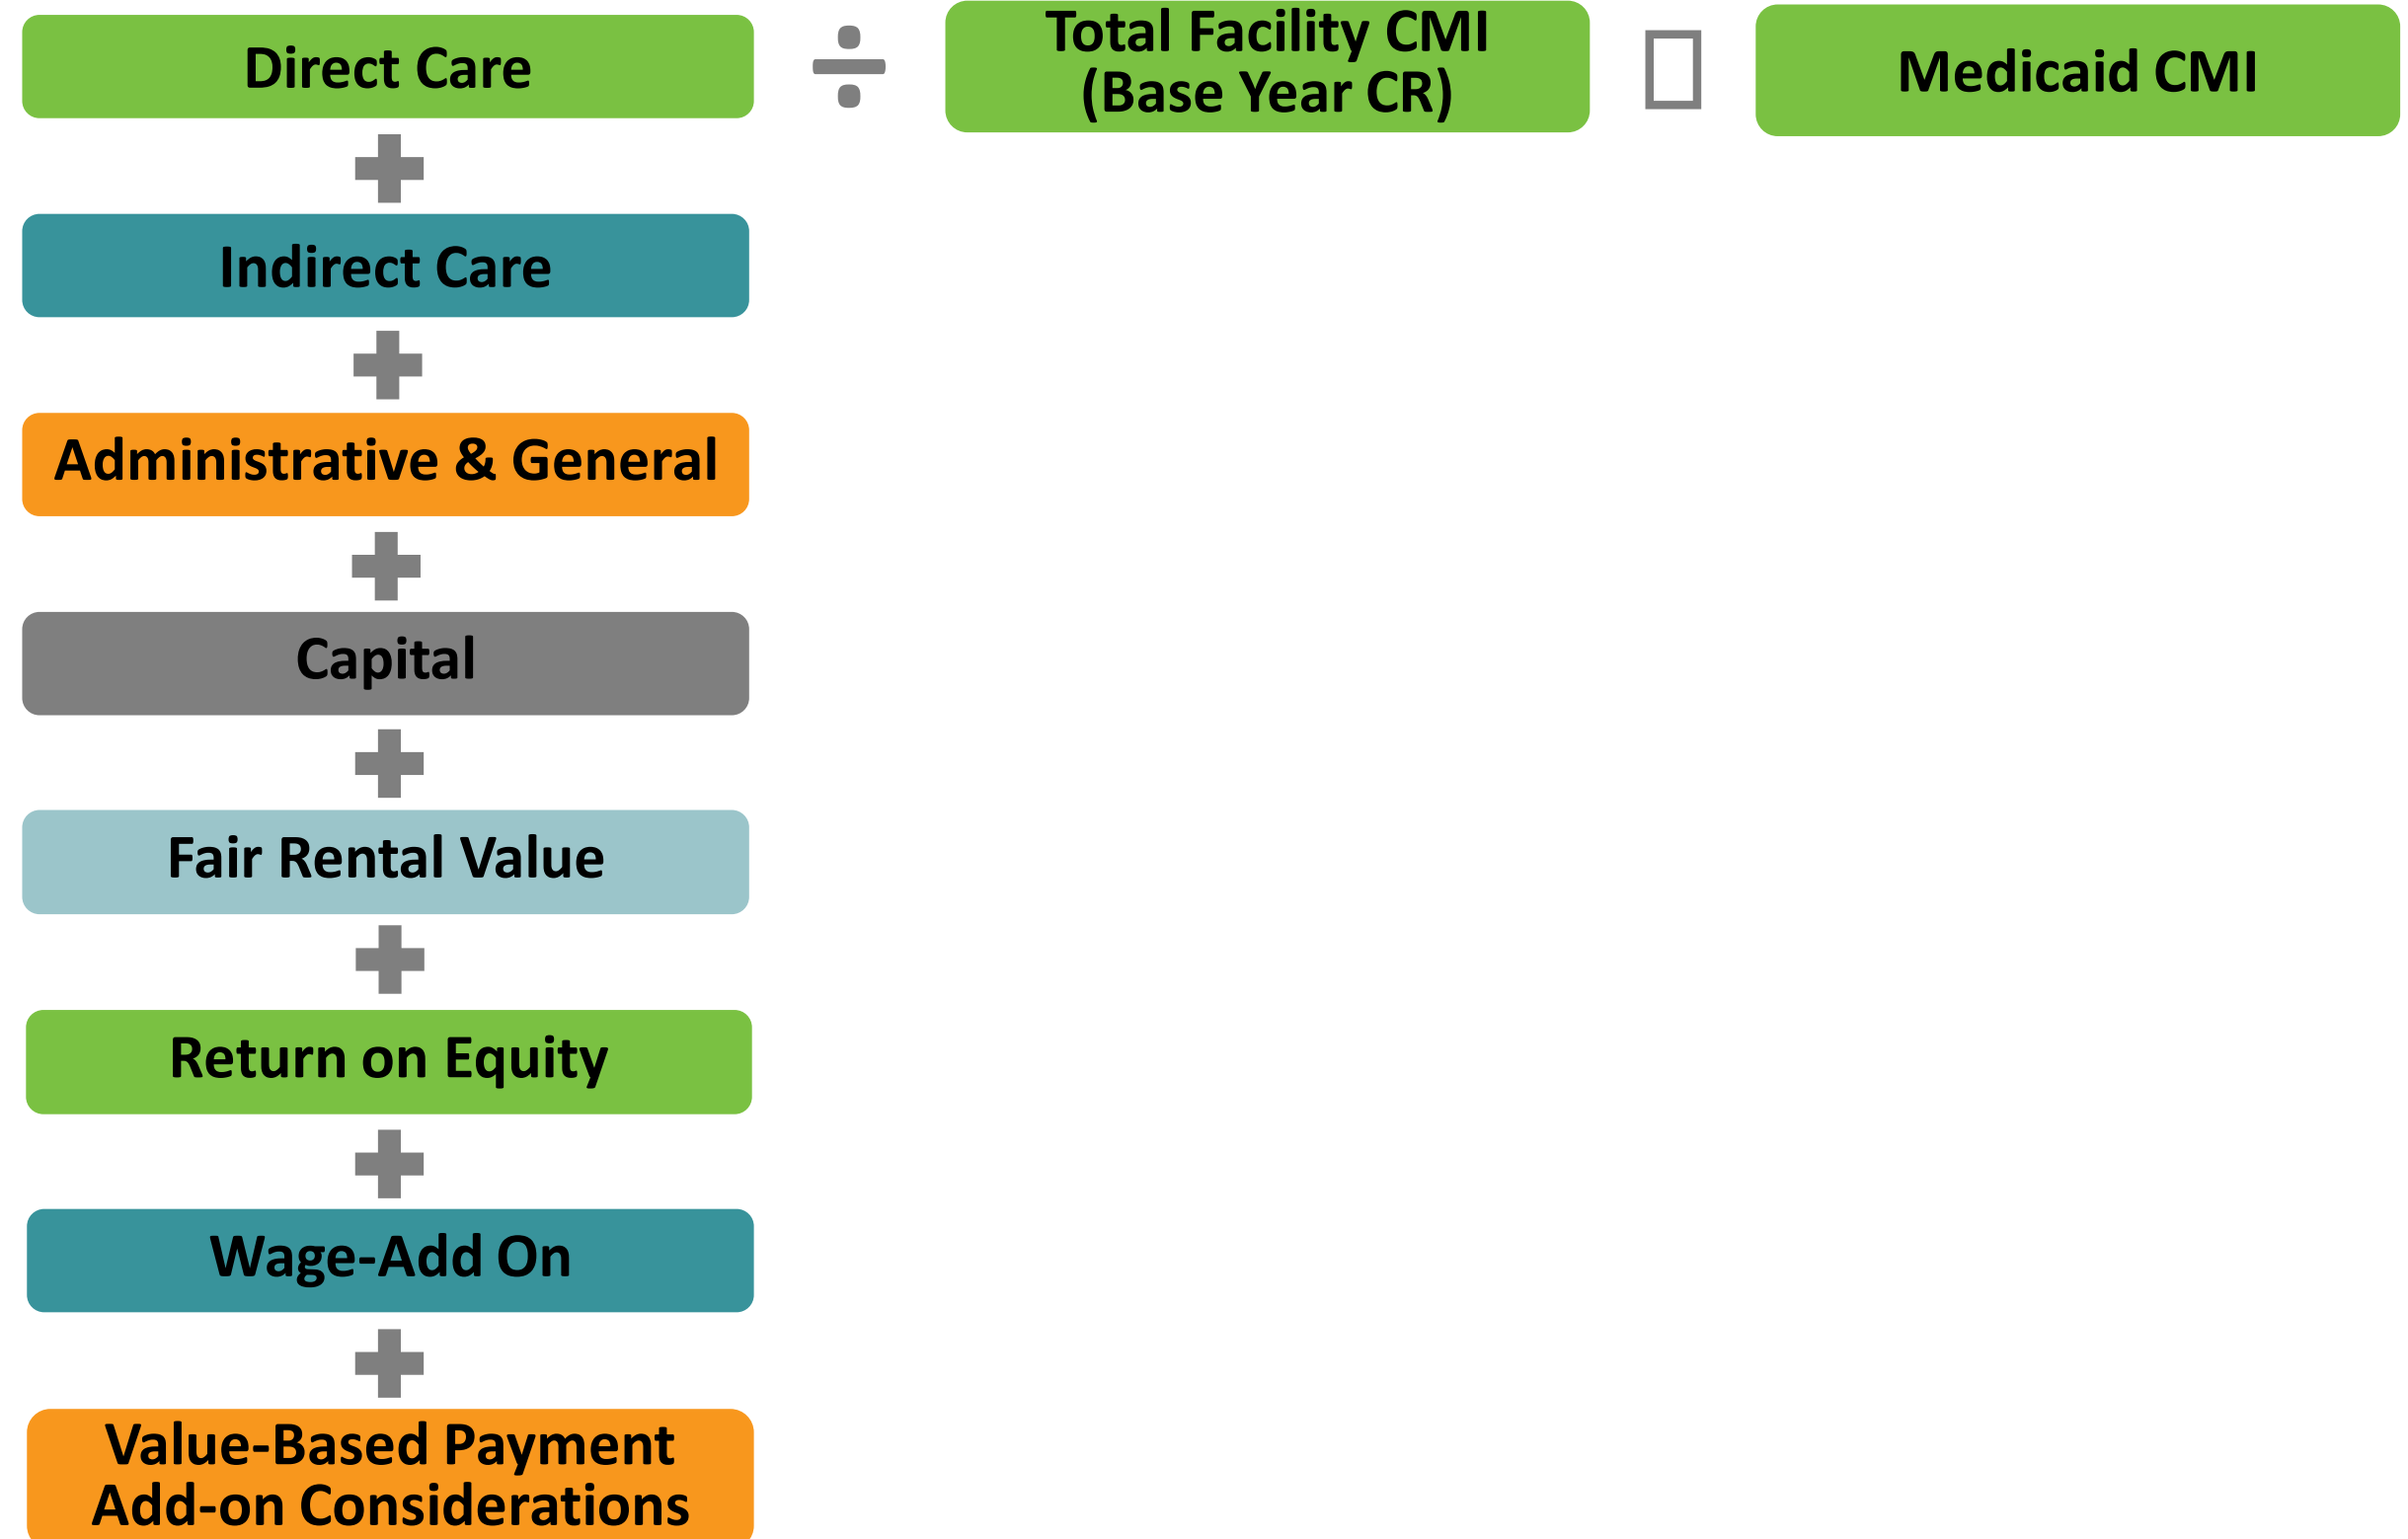 Direct Care
÷
Total Facility CMI
(Base Year CR)
Medicaid CMI
Indirect Care
Administrative & General
Capital
Fair Rental Value
Return on Equity
Wage-Add On
Value-Based Payment
Add-on Considerations